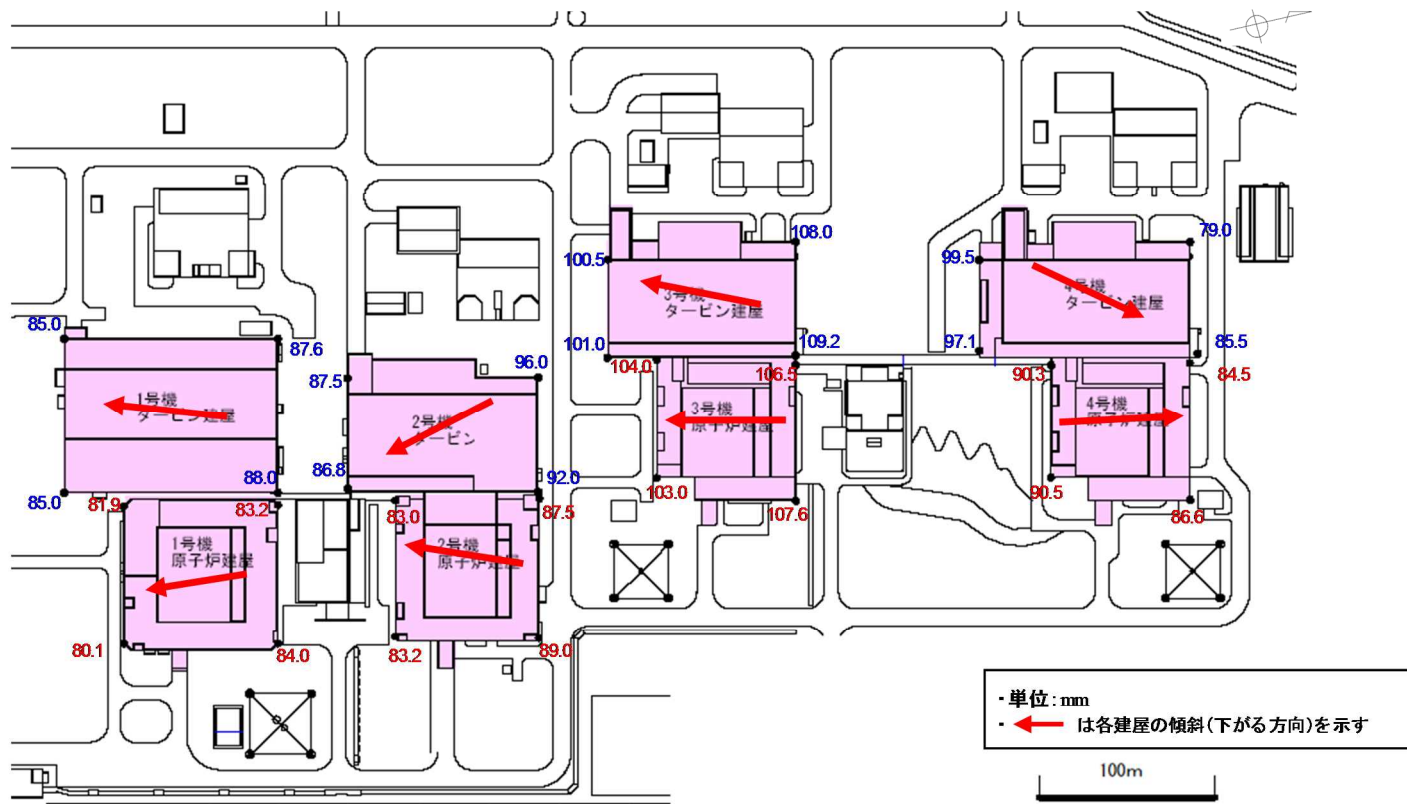 108.0
79.0
100.5
99.5
3号機
タービン建屋
4号機
タービン建屋
85.0
87.6
101.0
109.2
97.1
85.5
104.0
106.5
90.3
84.5
87.5
96.0
1号機
タービン建屋
2号機
タービン
3号機
原子炉建屋
4号機
原子炉建屋
86.8
88.0
92.0
85.0
81.9
83.2
83.0
87.5
103.0
107.6
90.5
86.6
1号機
原子炉建屋
2号機
原子炉建屋
80.1
84.0
83.2
89.0
・単位:mm
・ は各建屋の傾斜(下がる方向)を示す
100m